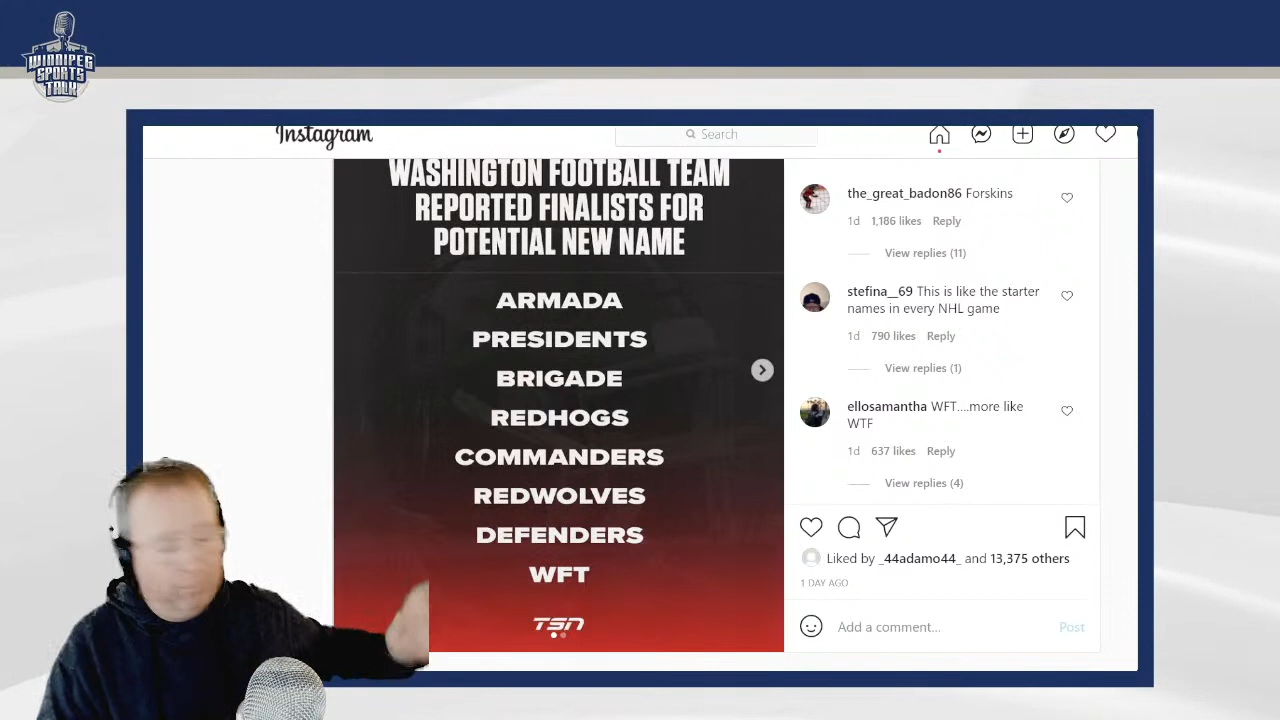 WINNIPEG
SPORTS
TALK
Instagram
Search
WASHINGTON FOOTBALL TEAM
REPORTED FINALISTS FOR
POTENTIAL NEW NAME
ARMADA
PRESIDENTS
BRIGADE
REDHOGS
COMMANDERS
REDWOLVES
DEFENDERS
WFT
TSN
the_great_badon86 Forskins
1d 1,186 likes Reply
View replies (11)
stefina__69 This is like the starter
names in every NHL game
1d 790 likes Reply
View replies (1)
ellosamantha WFT....more like
WTF
1d 637 likes Reply
View replies (4)
Liked by _44adamo44_ and 13,375 others
1 DAY AGO
Add a comment... Post